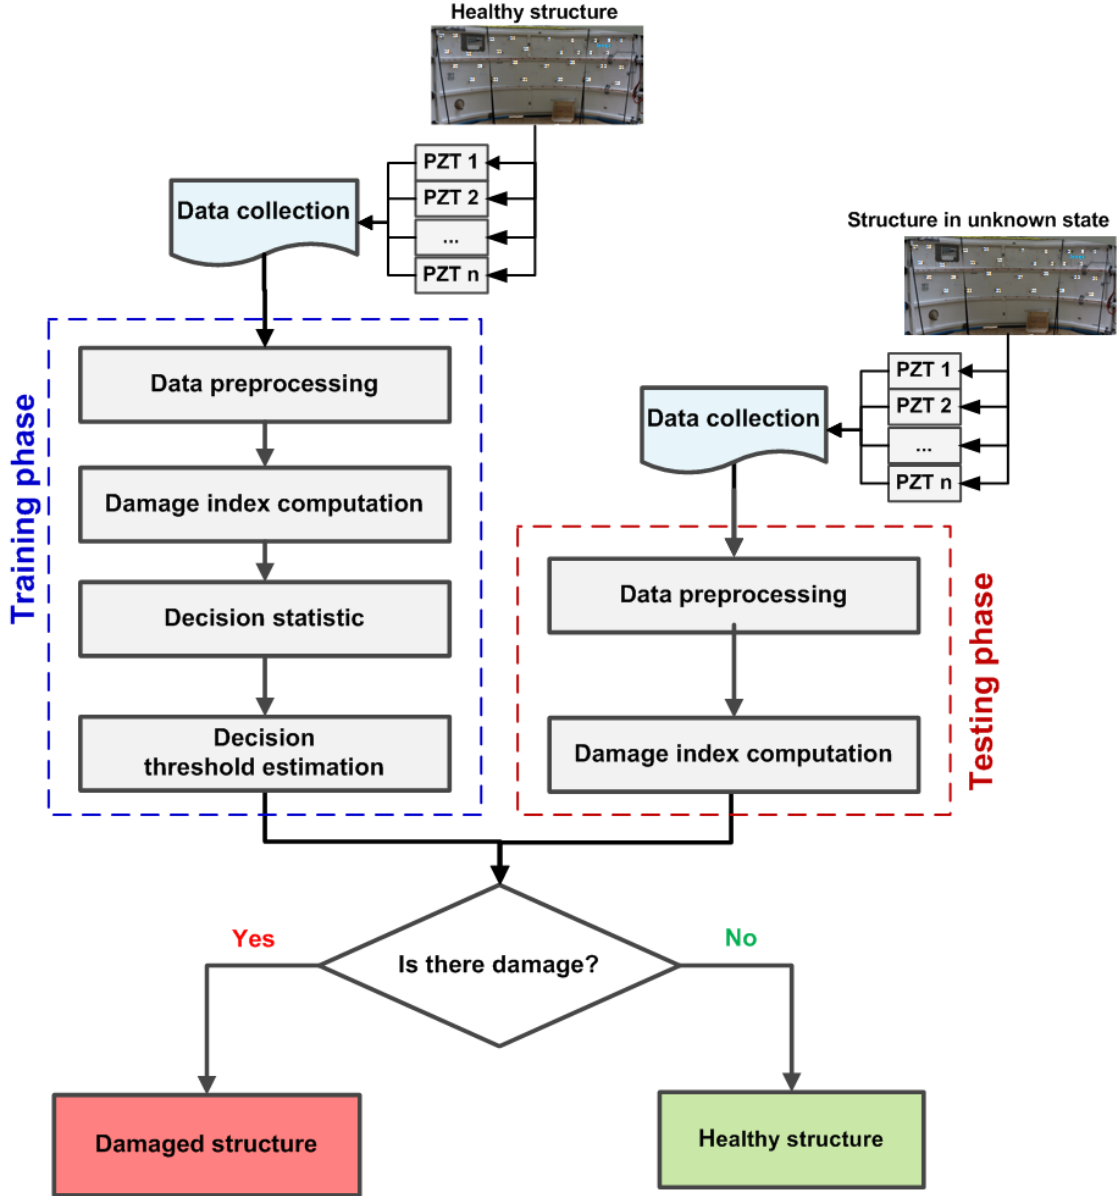 Healthy structure
PZT 1
PZT 2
...
PZT n
Data collection
Structure in unknown state
PZT 1
PZT 2
...
PZT n
Data collection
Training phase
Data preprocessing
Damage index computation
Decision statistic
Decision
threshold estimation
Testing phase
Data preprocessing
Damage index computation
Is there damage?
Yes
No
Damaged structure
Healthy structure